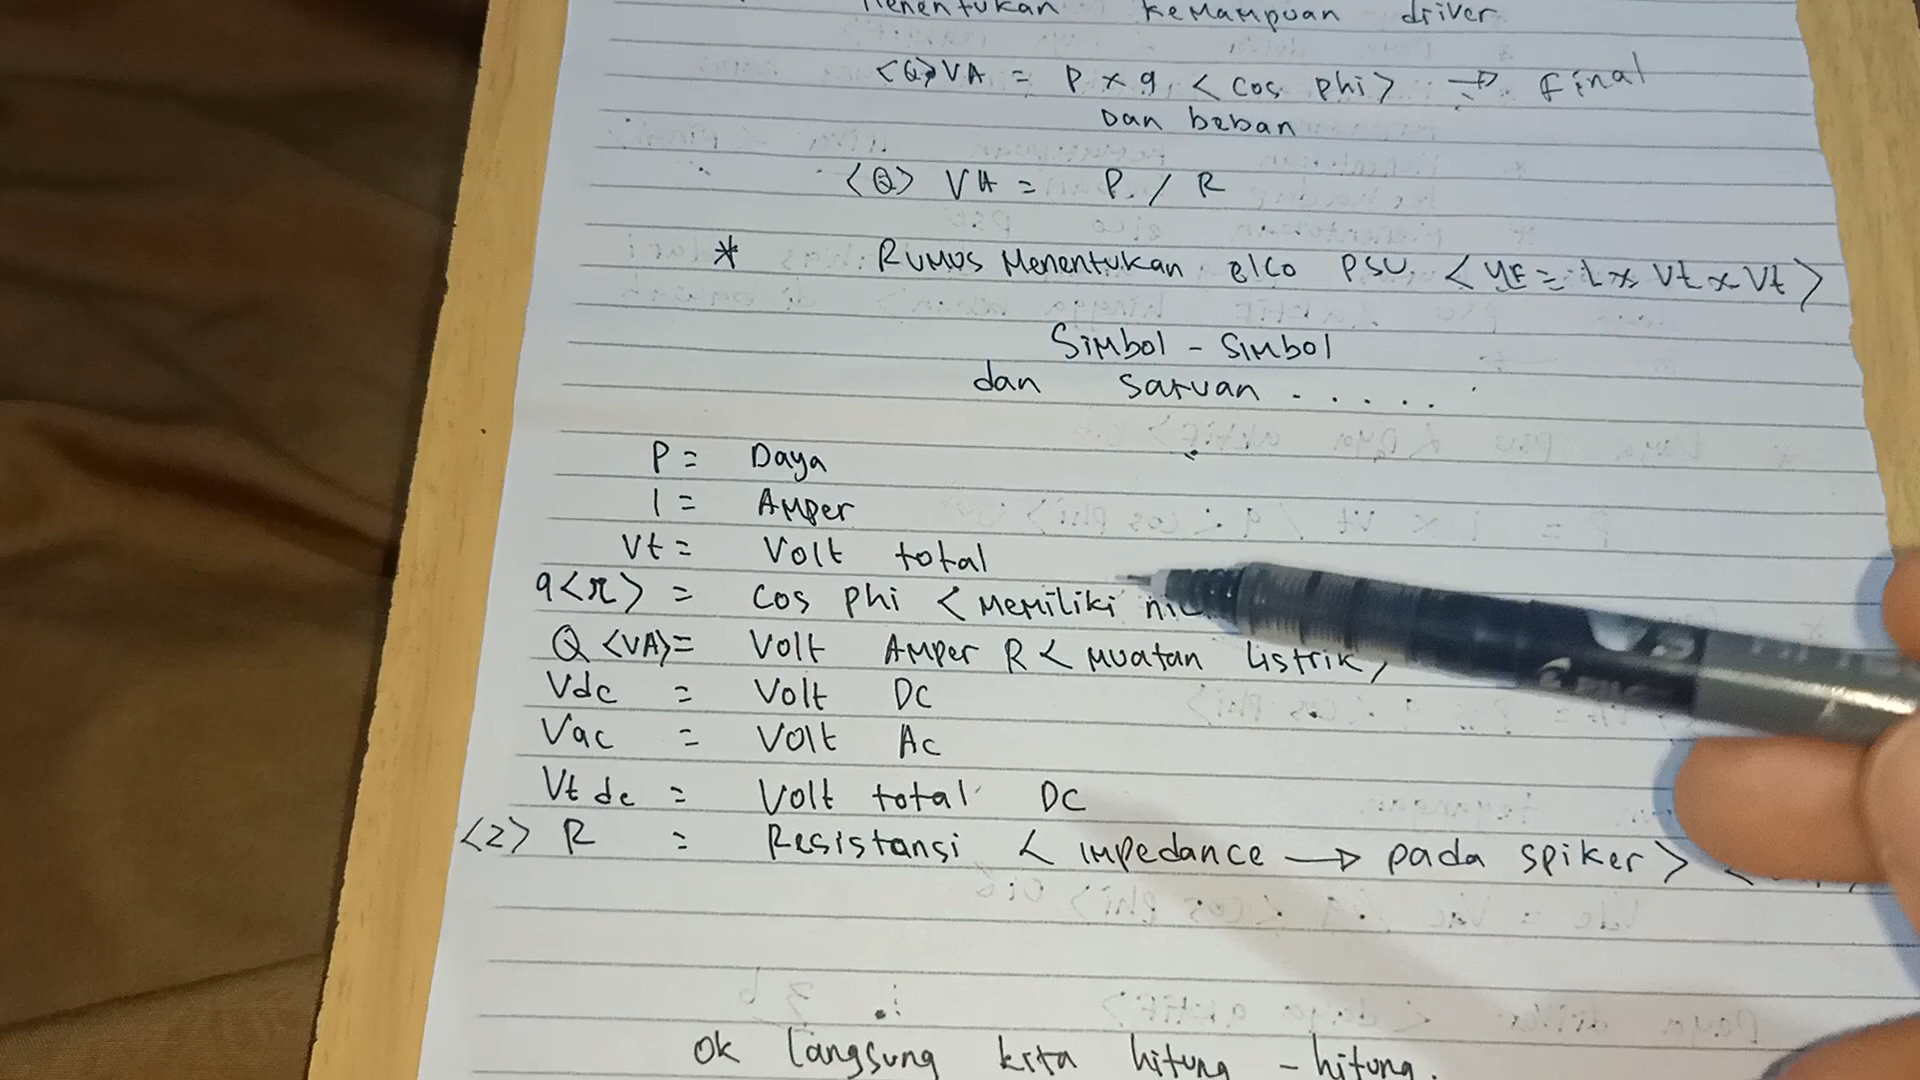 Menentukan kemampuan driver
<Q> VA = P x q <cos phi> → final
Dan beban
<Q> VA = P / R
* Rumus Menentukan elco PSU <uF = I x Vt x Vt>
Simbol - Simbol
dan satuan . . . . .
P = Daya
I = Amper
Vt = Volt total
q<π> = cos phi <Memiliki
Q <VA> = Volt Amper R < Muatan listrik
Vdc = Volt DC
Vac = Volt Ac
Vt dc = Volt total DC
<Z> R = Resistansi < impedance → pada spiker >
Ok langsung kita hitung - hitung.